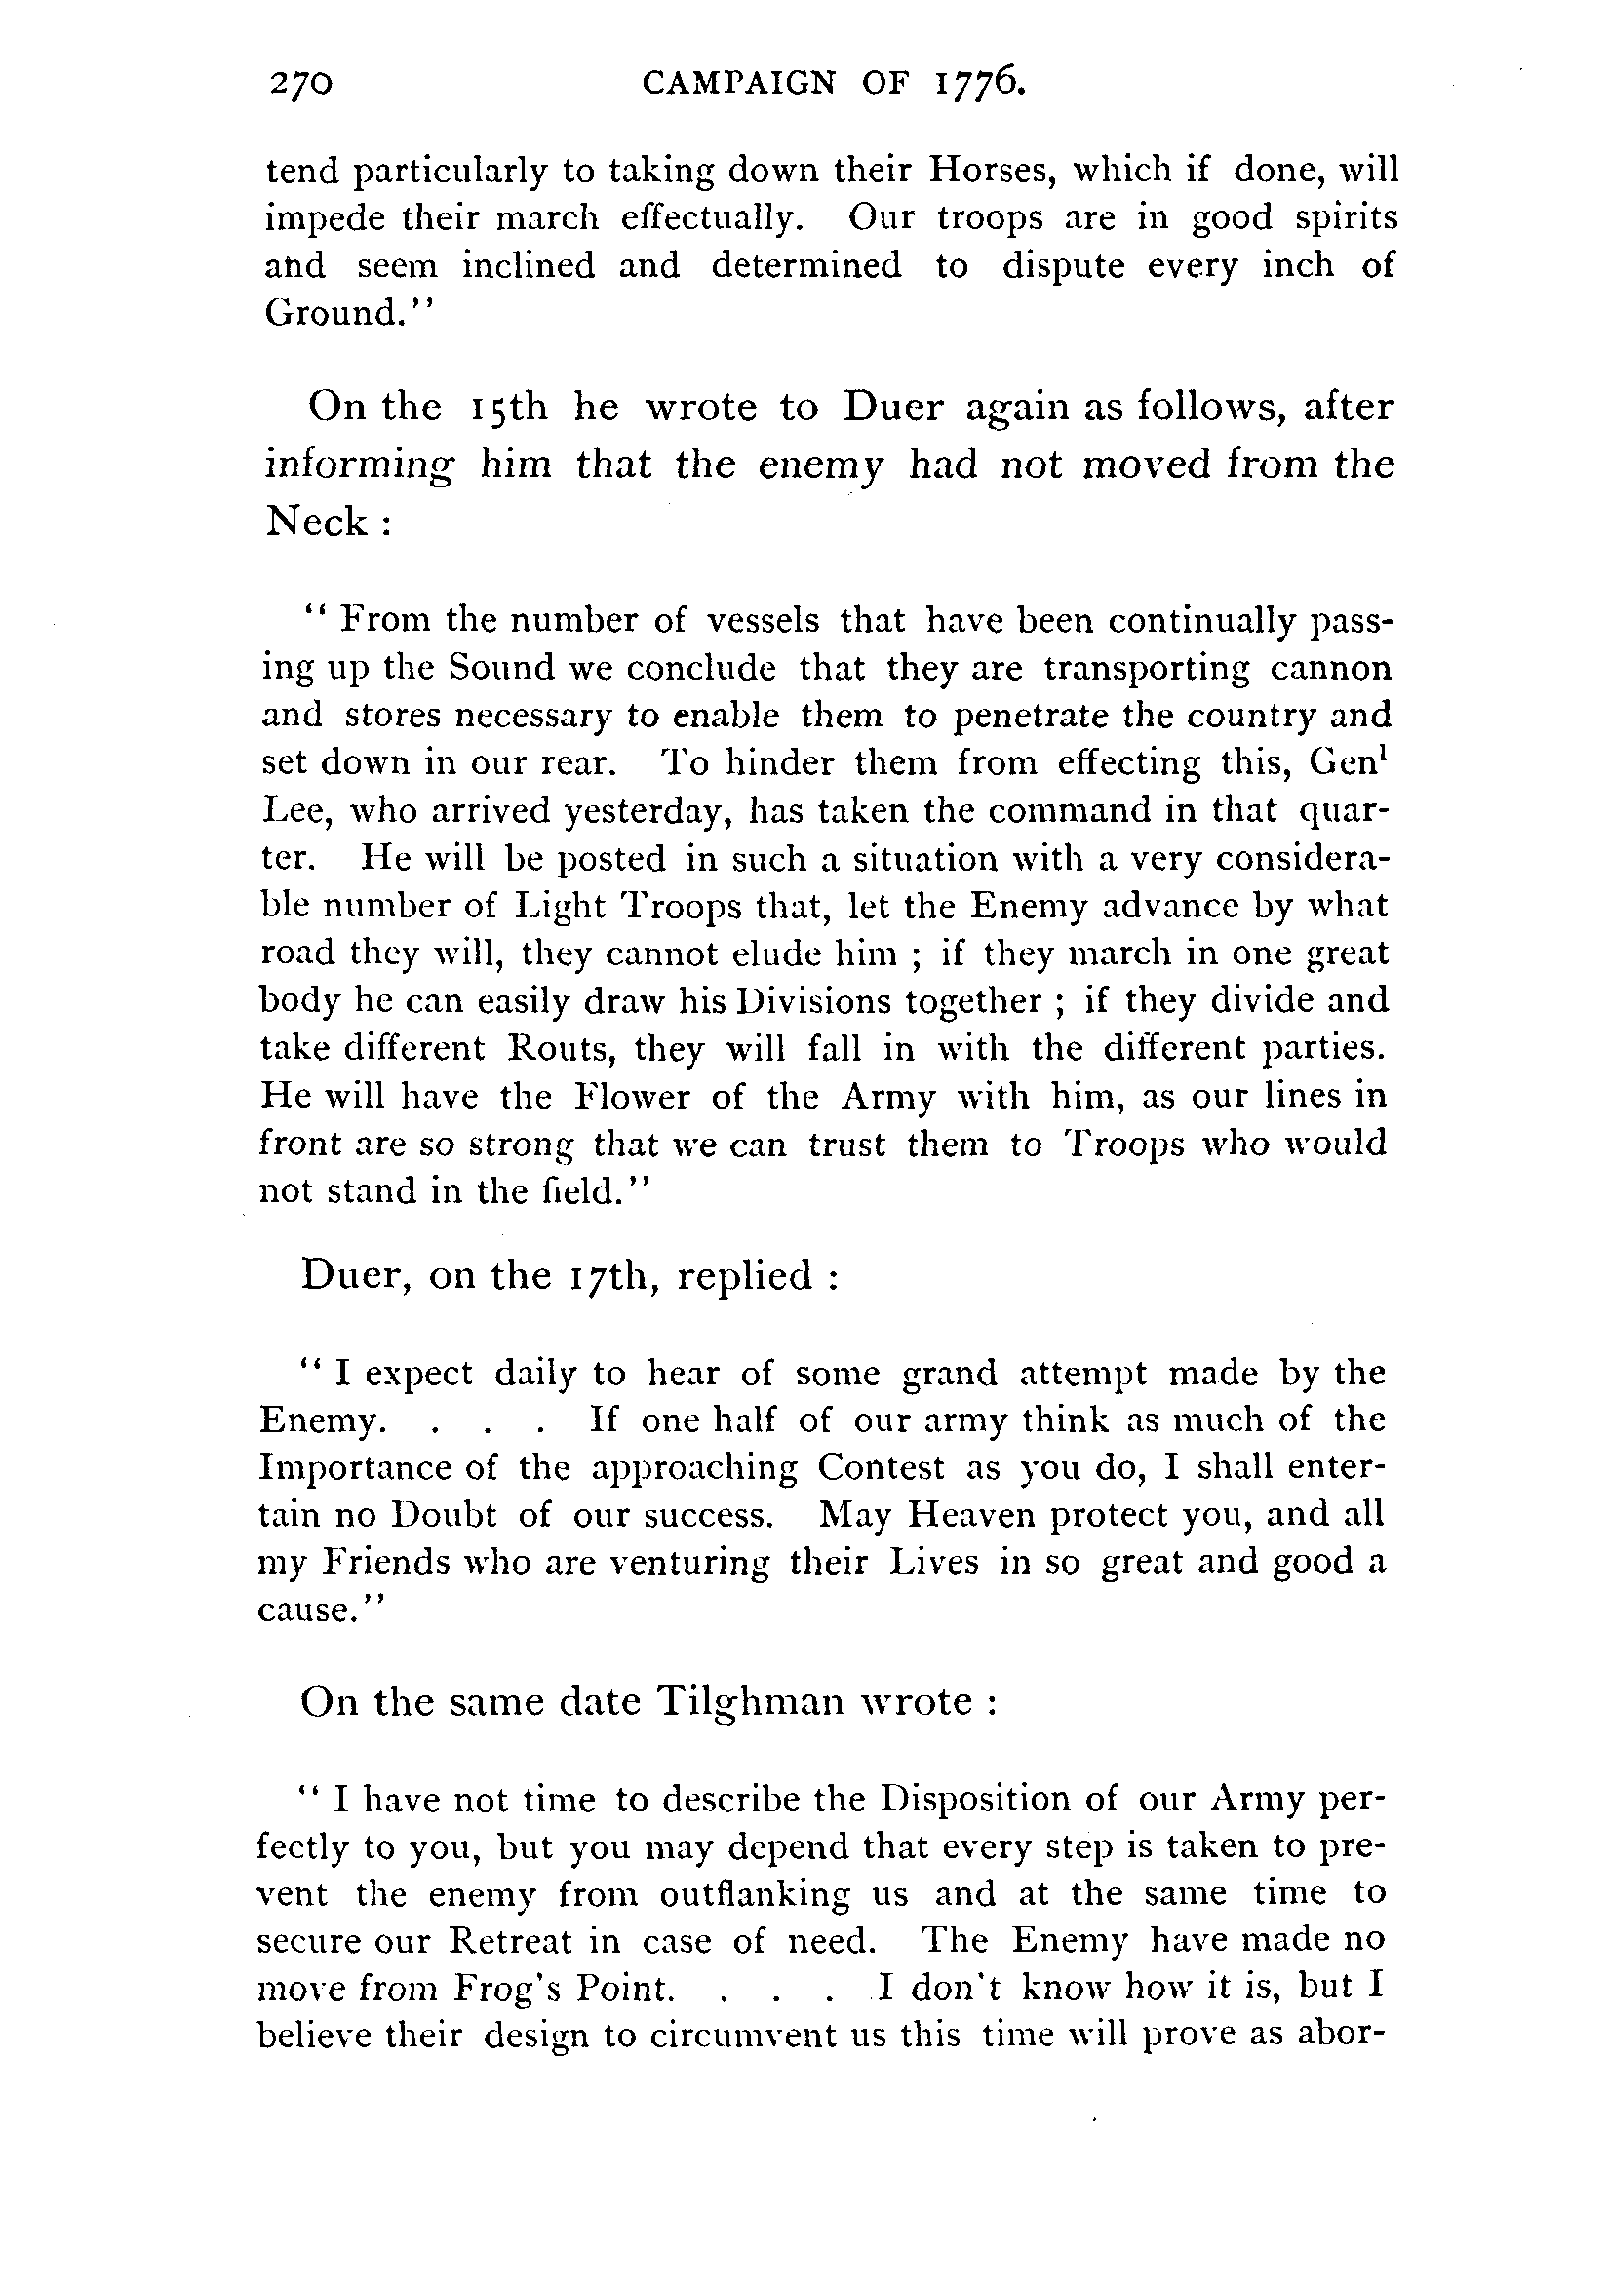 270 CAMPAIGN OF 1776.
tend particularly to taking down their Horses, which if done, will
impede their march effectually. Our troops are in good spirits
and seem inclined and determined to dispute every inch of
Ground."
On the 15th he wrote to Duer again as follows, after
informing him that the enemy had not moved from the
Neck :
" From the number of vessels that have been continually pass-
ing up the Sound we conclude that they are transporting cannon
and stores necessary to enable them to penetrate the country and
set down in our rear. To hinder them from effecting this, Genˡ
Lee, who arrived yesterday, has taken the command in that quar-
ter. He will be posted in such a situation with a very considera-
ble number of Light Troops that, let the Enemy advance by what
road they will, they cannot elude him ; if they march in one great
body he can easily draw his Divisions together ; if they divide and
take different Routs, they will fall in with the different parties.
He will have the Flower of the Army with him, as our lines in
front are so strong that we can trust them to Troops who would
not stand in the field."
Duer, on the 17th, replied :
" I expect daily to hear of some grand attempt made by the
Enemy. . . . If one half of our army think as much of the
Importance of the approaching Contest as you do, I shall enter-
tain no Doubt of our success. May Heaven protect you, and all
my Friends who are venturing their Lives in so great and good a
cause."
On the same date Tilghman wrote :
" I have not time to describe the Disposition of our Army per-
fectly to you, but you may depend that every step is taken to pre-
vent the enemy from outflanking us and at the same time to
secure our Retreat in case of need. The Enemy have made no
move from Frog's Point. . . . I don't know how it is, but I
believe their design to circumvent us this time will prove as abor-